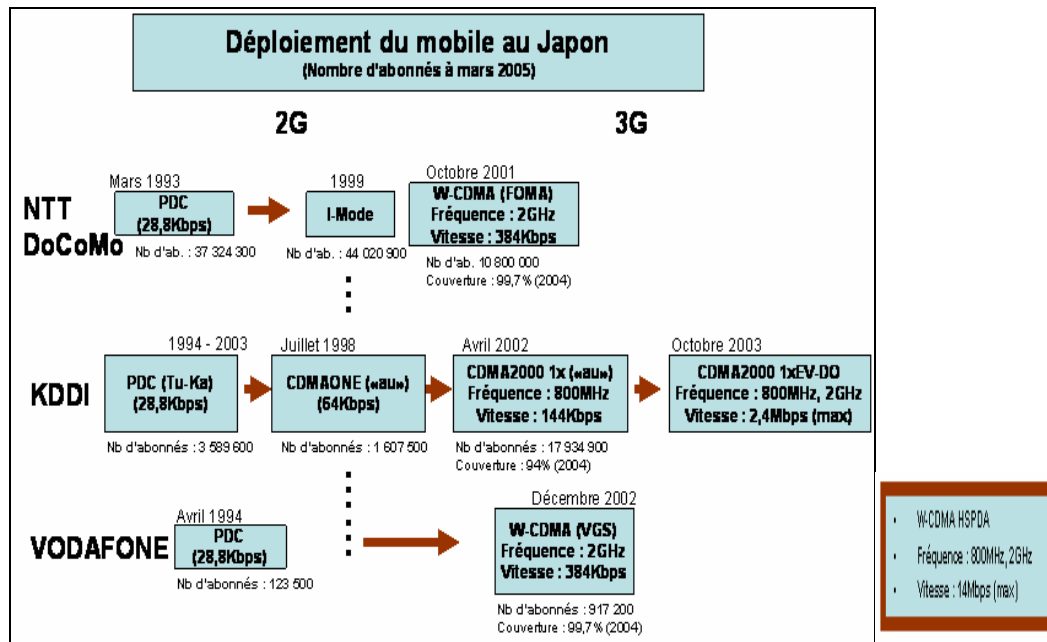 Déploiement du mobile au Japon
(Nombre d'abonnés à mars 2005)
2G
3G
NTT
DoCoMo
Mars 1993
PDC
(28,8Kbps)
Nb d'ab. : 37 324 300
1999
I-Mode
Nb d'ab. : 44 020 900
Octobre 2001
W-CDMA (FOMA)
Fréquence : 2GHz
Vitesse : 384Kbps
Nb d'ab. 10 800 000
Couverture : 99,7% (2004)
KDDI
1994 - 2003
PDC (Tu-Ka)
(28,8Kbps)
Nb d'abonnés : 3 589 600
Juillet 1998
CDMAONE («au»)
(64Kbps)
Nb d'abonnés : 1 607 500
Avril 2002
CDMA2000 1x («au»)
Fréquence : 800MHz
Vitesse : 144Kbps
Nb d'abonnés : 17 934 900
Couverture : 94% (2004)
Octobre 2003
CDMA2000 1xEV-DO
Fréquence : 800MHz, 2GHz
Vitesse : 2,4Mbps (max)
VODAFONE
Avril 1994
PDC
(28,8Kbps)
Nb d'abonnés : 123 500
Décembre 2002
W-CDMA (VGS)
Fréquence : 2GHz
Vitesse : 384Kbps
Nb d'abonnés : 917 200
Couverture : 99,7% (2004)
• W-CDMA HSPDA
• Fréquence : 800MHz, 2GHz
• Vitesse : 14Mbps (max)